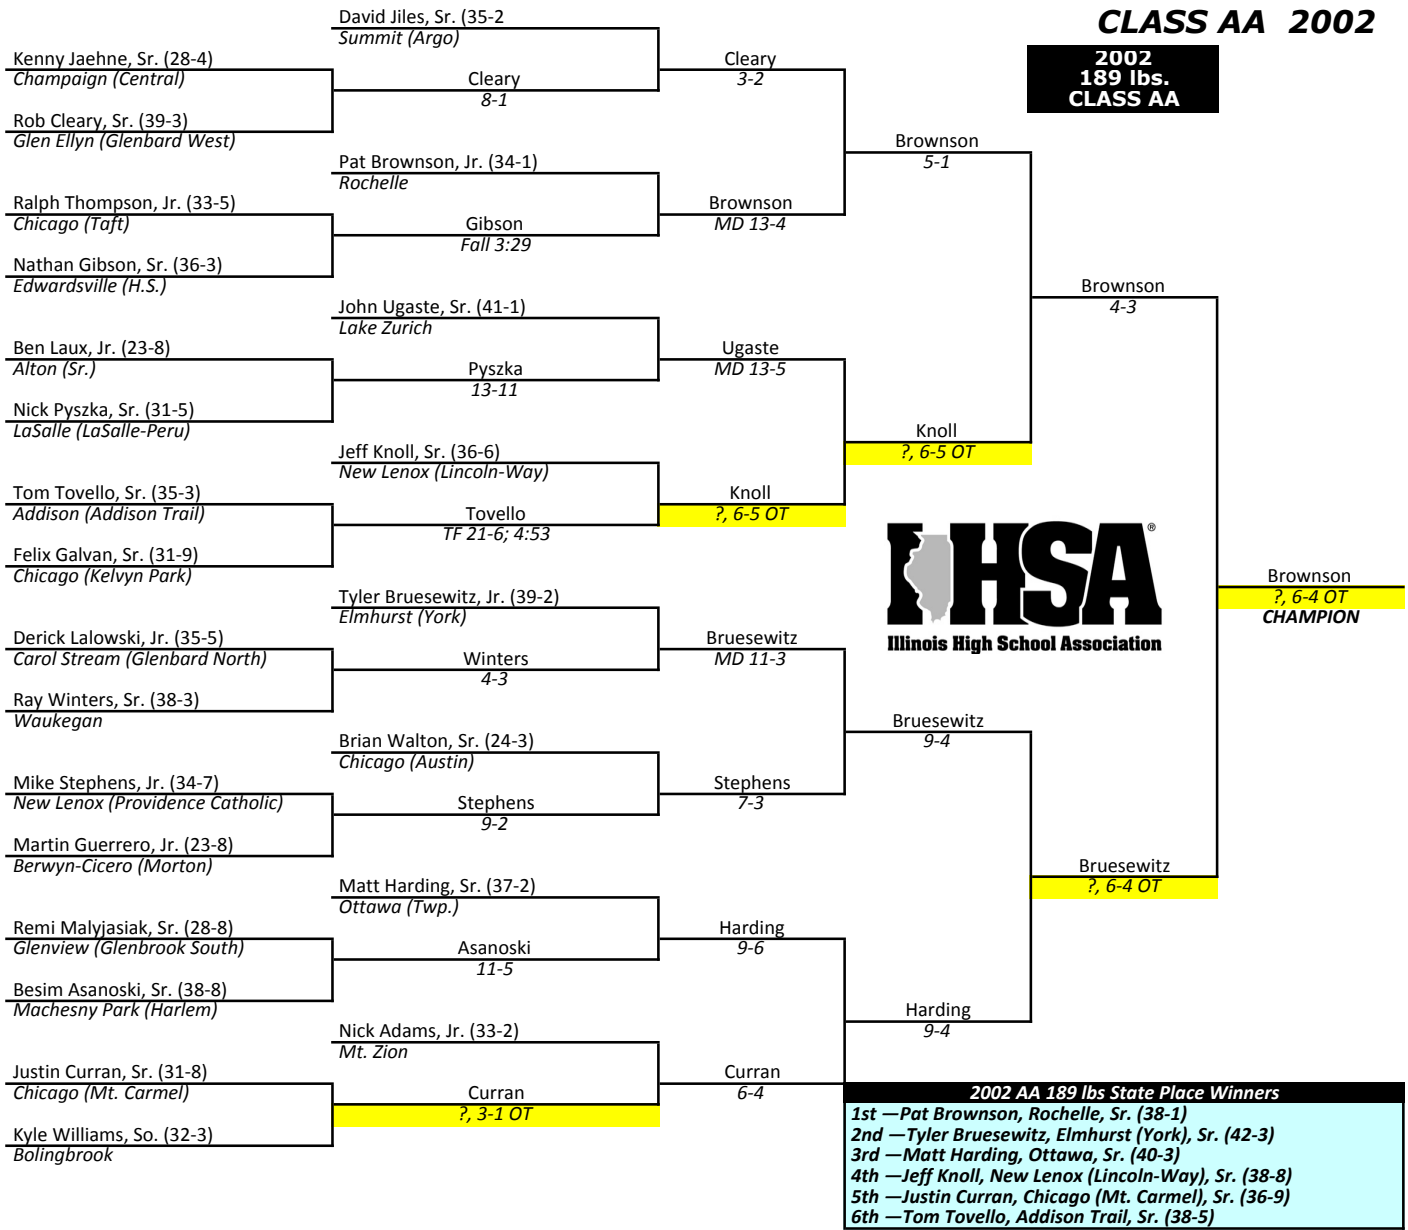 CLASS AA 2002
2002
189 lbs.
CLASS AA
David Jiles, Sr. (35-2
Summit (Argo)
Kenny Jaehne, Sr. (28-4)
Champaign (Central)
Cleary
8-1
Rob Cleary, Sr. (39-3)
Glen Ellyn (Glenbard West)
Cleary
3-2
Pat Brownson, Jr. (34-1)
Rochelle
Ralph Thompson, Jr. (33-5)
Chicago (Taft)
Gibson
Fall 3:29
Nathan Gibson, Sr. (36-3)
Edwardsville (H.S.)
Brownson
MD 13-4
Brownson
5-1
John Ugaste, Sr. (41-1)
Lake Zurich
Ben Laux, Jr. (23-8)
Alton (Sr.)
Pyszka
13-11
Nick Pyszka, Sr. (31-5)
LaSalle (LaSalle-Peru)
Ugaste
MD 13-5
Jeff Knoll, Sr. (36-6)
New Lenox (Lincoln-Way)
Tom Tovello, Sr. (35-3)
Addison (Addison Trail)
Tovello
TF 21-6; 4:53
Felix Galvan, Sr. (31-9)
Chicago (Kelvyn Park)
Knoll
?, 6-5 OT
Knoll
?, 6-5 OT
Brownson
4-3
Tyler Bruesewitz, Jr. (39-2)
Elmhurst (York)
Derick Lalowski, Jr. (35-5)
Carol Stream (Glenbard North)
Winters
4-3
Ray Winters, Sr. (38-3)
Waukegan
Bruesewitz
MD 11-3
Brian Walton, Sr. (24-3)
Chicago (Austin)
Mike Stephens, Jr. (34-7)
New Lenox (Providence Catholic)
Stephens
9-2
Martin Guerrero, Jr. (23-8)
Berwyn-Cicero (Morton)
Stephens
7-3
Bruesewitz
9-4
Matt Harding, Sr. (37-2)
Ottawa (Twp.)
Remi Malyjasiak, Sr. (28-8)
Glenview (Glenbrook South)
Asanoski
11-5
Besim Asanoski, Sr. (38-8)
Machesny Park (Harlem)
Harding
9-6
Nick Adams, Jr. (33-2)
Mt. Zion
Justin Curran, Sr. (31-8)
Chicago (Mt. Carmel)
Curran
?, 3-1 OT
Kyle Williams, So. (32-3)
Bolingbrook
Curran
6-4
Harding
9-4
Bruesewitz
?, 6-4 OT
Brownson
?, 6-4 OT
CHAMPION
IHSA®
Illinois High School Association
2002 AA 189 lbs State Place Winners
1st —Pat Brownson, Rochelle, Sr. (38-1)
2nd —Tyler Bruesewitz, Elmhurst (York), Sr. (42-3)
3rd —Matt Harding, Ottawa, Sr. (40-3)
4th —Jeff Knoll, New Lenox (Lincoln-Way), Sr. (38-8)
5th —Justin Curran, Chicago (Mt. Carmel), Sr. (36-9)
6th —Tom Tovello, Addison Trail, Sr. (38-5)